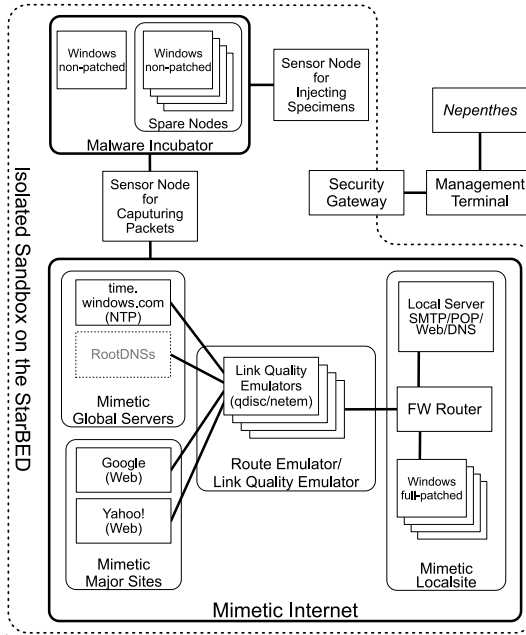 Windows
non-patched
Windows
non-patched
Spare Nodes
Malware Incubator
Sensor Node
for
Injecting
Specimens
Nepenthes
Isolated Sandbox on the StarBED
Sensor Node
for
Caputuring
Packets
Security
Gateway
Management
Terminal
time.
windows.com
(NTP)
RootDNSs
Mimetic
Global Servers
Link Quality
Emulators
(qdisc/netem)
Route Emulator/
Link Quality Emulator
Local Server
SMTP/POP/
Web/DNS
FW Router
Windows
full-patched
Mimetic
Localsite
Google
(Web)
Yahoo!
(Web)
Mimetic
Major Sites
Mimetic Internet